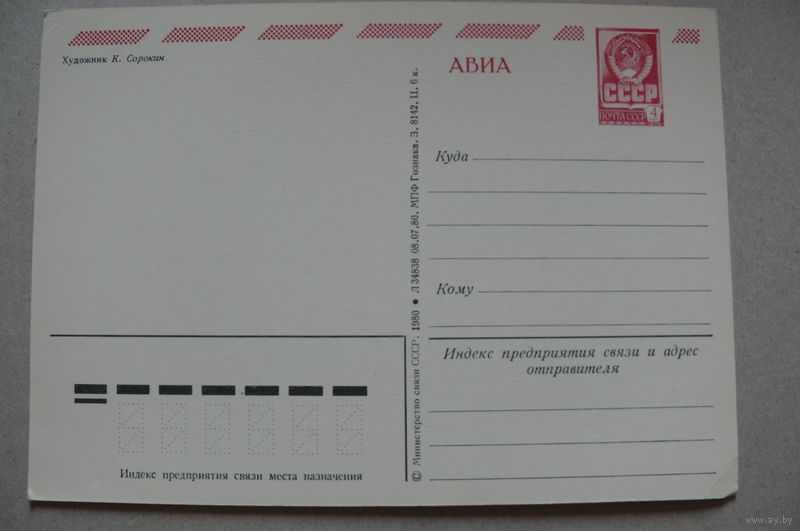 Художник К. Сорокин
АВИА
СССР
ПОЧТА СССР
4
Куда
Кому
Индекс предприятия связи и адрес
отправителя
© Министерство связи СССР. 1980 ● Л 34838 08.07.80. МПФ Гознака. З. 8142. Ц. 6 к.
Индекс предприятия связи места назначения
www.ay.by